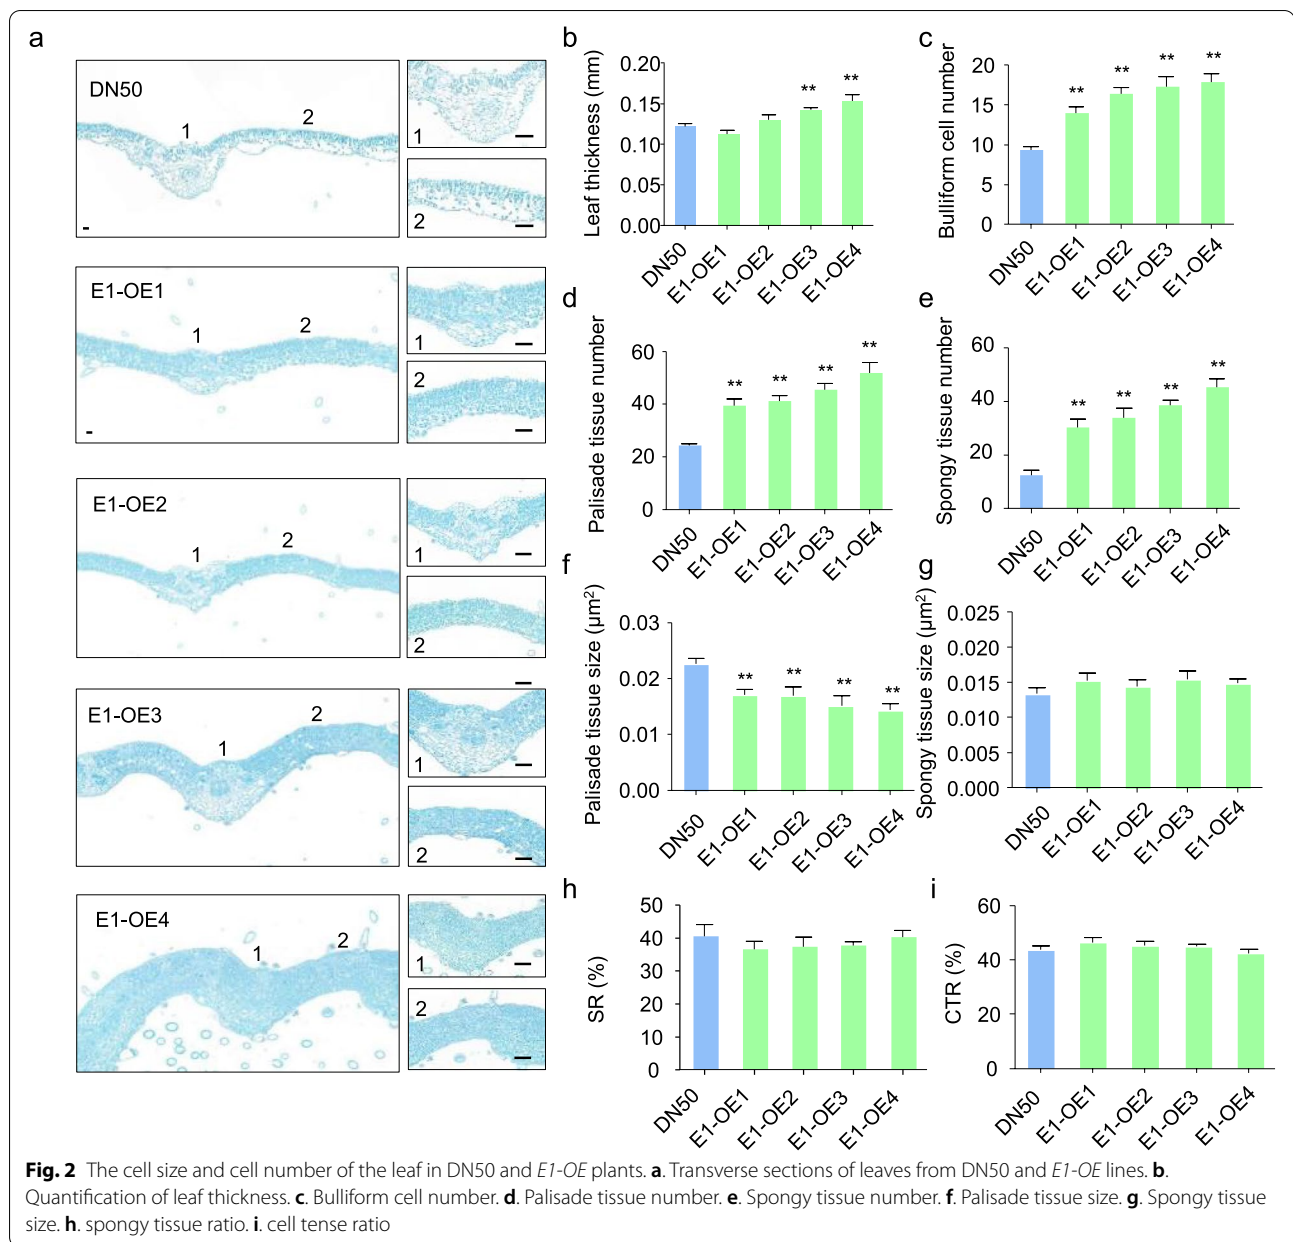 a
DN50
1
2
1
2
E1-OE1
1
2
1
2
E1-OE2
1
2
1
2
E1-OE3
1
2
1
2
E1-OE4
1
2
1
2
b
Leaf thickness (mm)
0.20
0.15
0.10
0.05
0.00
** **
DN50 E1-OE1 E1-OE2 E1-OE3 E1-OE4
c
Bulliform cell number
20
15
10
5
0
** ** ** **
DN50 E1-OE1 E1-OE2 E1-OE3 E1-OE4
d
Palisade tissue number
60
40
20
0
** ** ** **
DN50 E1-OE1 E1-OE2 E1-OE3 E1-OE4
e
Spongy tissue number
60
40
20
0
** ** ** **
DN50 E1-OE1 E1-OE2 E1-OE3 E1-OE4
f
Palisade tissue size (µm²)
0.03
0.02
0.01
0.00
** ** ** **
DN50 E1-OE1 E1-OE2 E1-OE3 E1-OE4
g
Spongy tissue size (µm²)
0.025
0.020
0.015
0.010
0.005
0.000
DN50 E1-OE1 E1-OE2 E1-OE3 E1-OE4
h
SR (%)
50
40
30
20
10
0
DN50 E1-OE1 E1-OE2 E1-OE3 E1-OE4
i
CTR (%)
60
40
20
0
DN50 E1-OE1 E1-OE2 E1-OE3 E1-OE4
Fig. 2 The cell size and cell number of the leaf in DN50 and E1-OE plants. a. Transverse sections of leaves from DN50 and E1-OE lines. b.
Quantification of leaf thickness. c. Bulliform cell number. d. Palisade tissue number. e. Spongy tissue number. f. Palisade tissue size. g. Spongy tissue
size. h. spongy tissue ratio. i. cell tense ratio